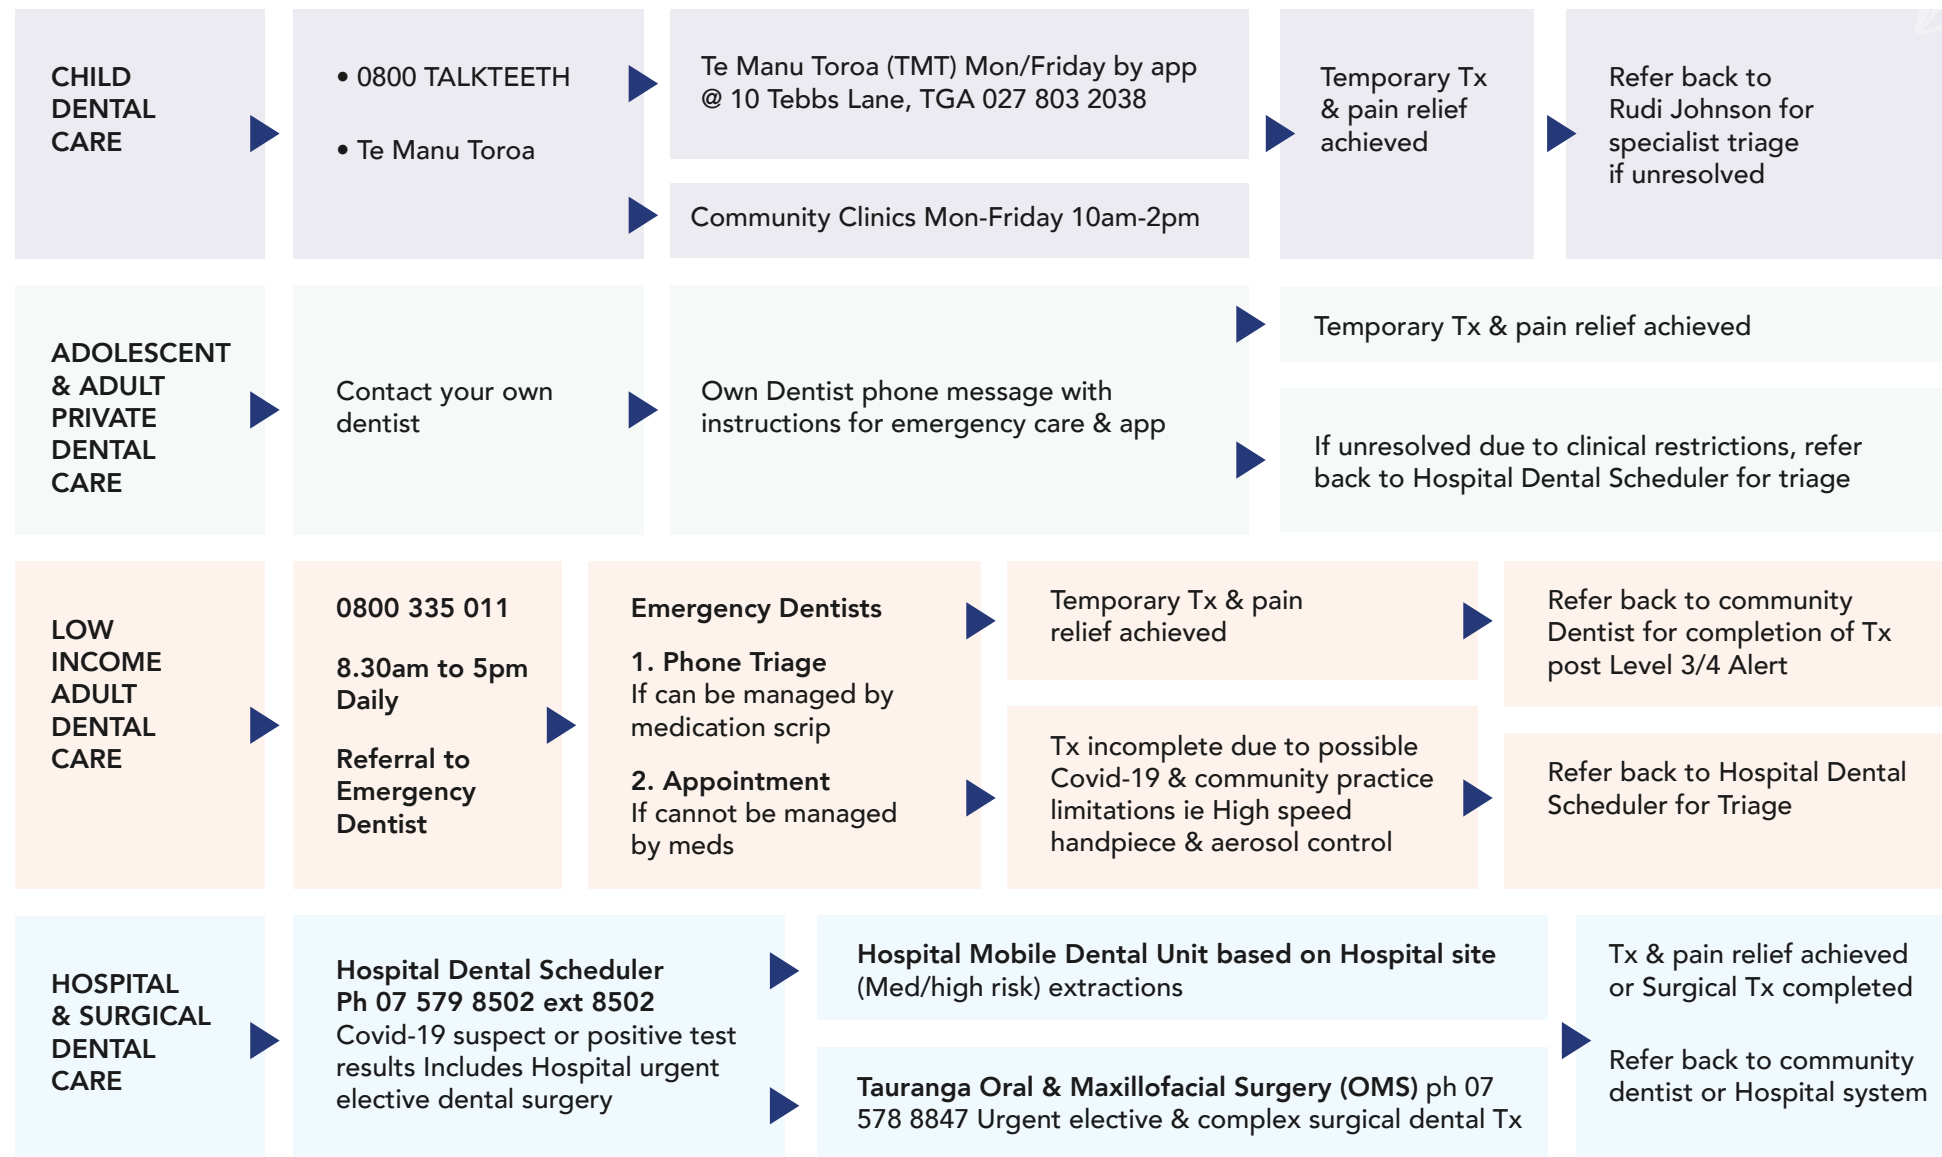 CHILD
DENTAL
CARE
• 0800 TALKTEETH
• Te Manu Toroa
Te Manu Toroa (TMT) Mon/Friday by app
@ 10 Tebbs Lane, TGA 027 803 2038
Community Clinics Mon-Friday 10am-2pm
Temporary Tx
& pain relief
achieved
Refer back to
Rudi Johnson for
specialist triage
if unresolved
ADOLESCENT
& ADULT
PRIVATE
DENTAL
CARE
Contact your own
dentist
Own Dentist phone message with
instructions for emergency care & app
Temporary Tx & pain relief achieved
If unresolved due to clinical restrictions, refer
back to Hospital Dental Scheduler for triage
LOW
INCOME
ADULT
DENTAL
CARE
0800 335 011
8.30am to 5pm
Daily
Referral to
Emergency
Dentist
Emergency Dentists
1. Phone Triage
If can be managed by
medication scrip
2. Appointment
If cannot be managed
by meds
Temporary Tx & pain
relief achieved
Refer back to community
Dentist for completion of Tx
post Level 3/4 Alert
Tx incomplete due to possible
Covid-19 & community practice
limitations ie High speed
handpiece & aerosol control
Refer back to Hospital Dental
Scheduler for Triage
HOSPITAL
& SURGICAL
DENTAL
CARE
Hospital Dental Scheduler
Ph 07 579 8502 ext 8502
Covid-19 suspect or positive test
results Includes Hospital urgent
elective dental surgery
Hospital Mobile Dental Unit based on Hospital site
(Med/high risk) extractions
Tauranga Oral & Maxillofacial Surgery (OMS) ph 07
578 8847 Urgent elective & complex surgical dental Tx
Tx & pain relief achieved
or Surgical Tx completed
Refer back to community
dentist or Hospital system